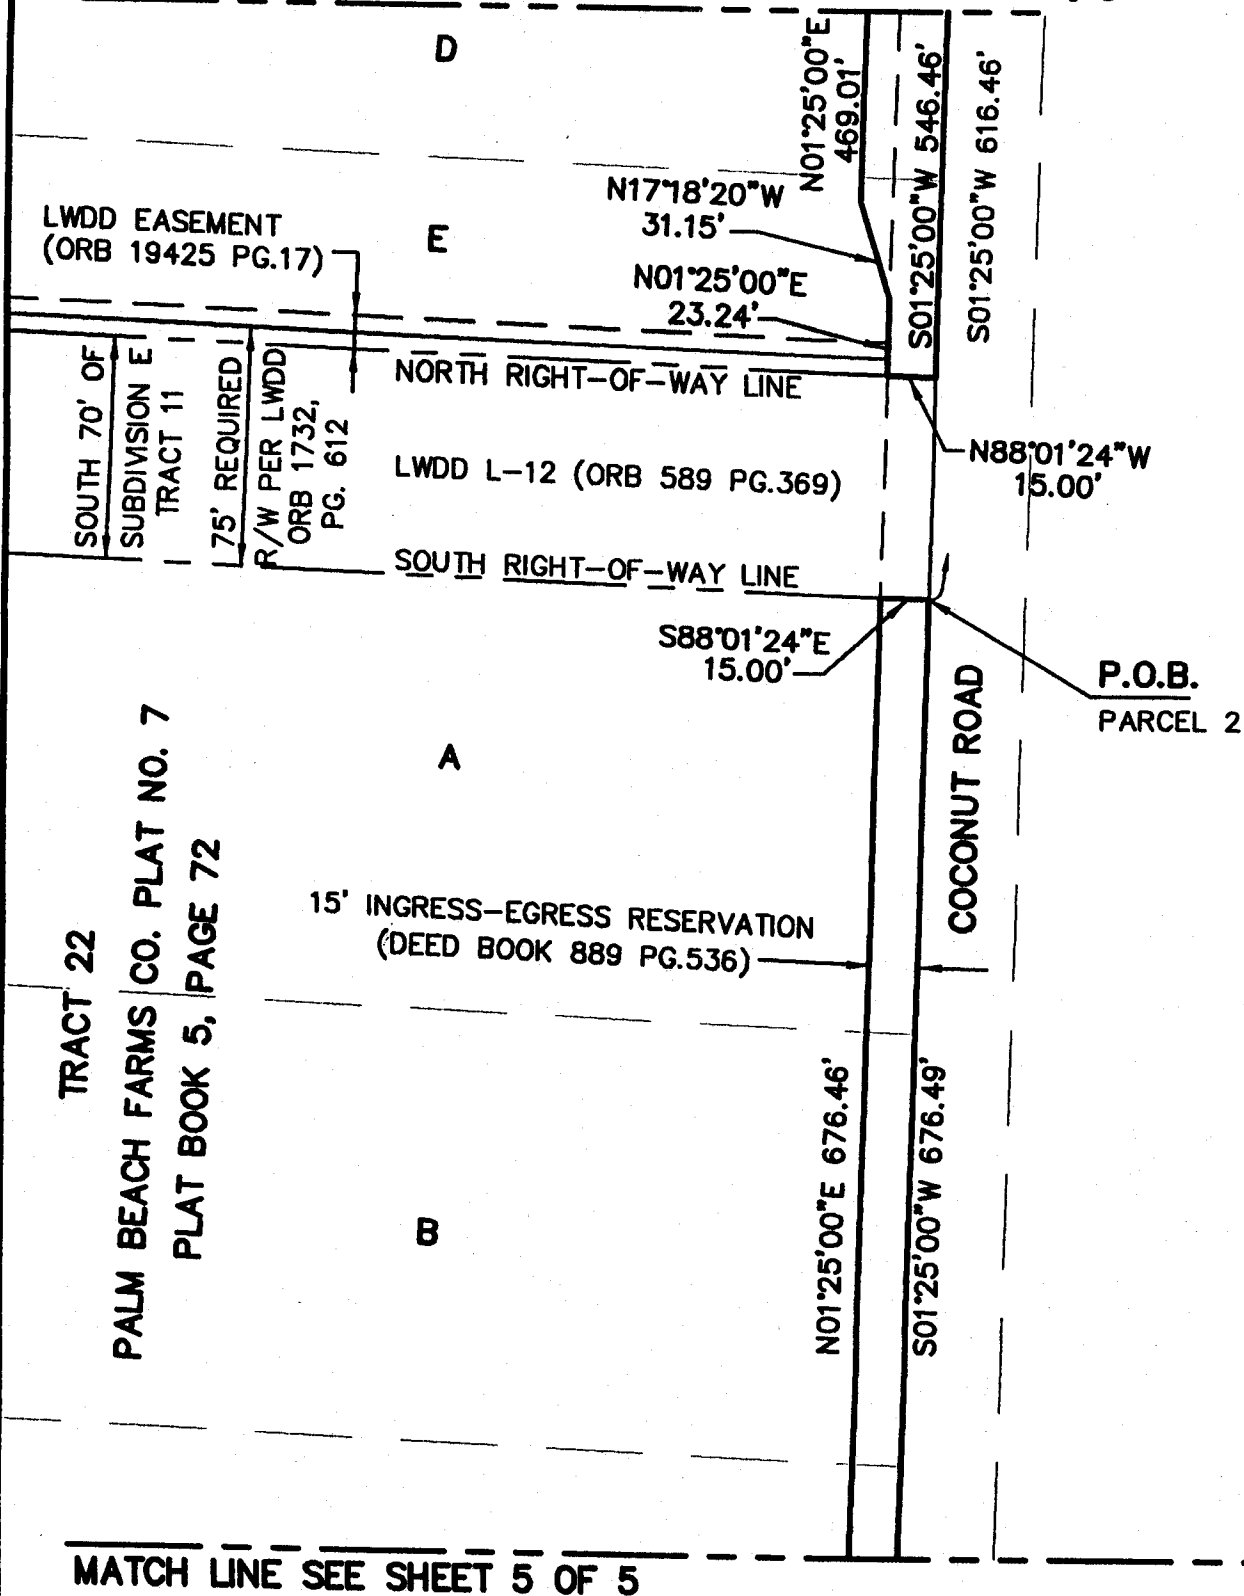 D
N01°25'00"E
469.01'
S01°25'00"W 546.46'
S01°25'00"W 616.46'
N17°18'20"W
31.15'
LWDD EASEMENT
(ORB 19425 PG.17)
E
N01°25'00"E
23.24'
SOUTH 70' OF
SUBDIVISION E
TRACT 11
75' REQUIRED
R/W PER LWDD
ORB 1732,
PG. 612
NORTH RIGHT-OF-WAY LINE
N88°01'24"W
15.00'
LWDD L-12 (ORB 589 PG.369)
SOUTH RIGHT-OF-WAY LINE
S88°01'24"E
15.00'
P.O.B.
PARCEL 2
COCONUT ROAD
A
TRACT 22
PALM BEACH FARMS CO. PLAT NO. 7
PLAT BOOK 5, PAGE 72
15' INGRESS-EGRESS RESERVATION
(DEED BOOK 889 PG.536)
N01°25'00"E 676.46'
S01°25'00"W 676.49'
B
MATCH LINE SEE SHEET 5 OF 5